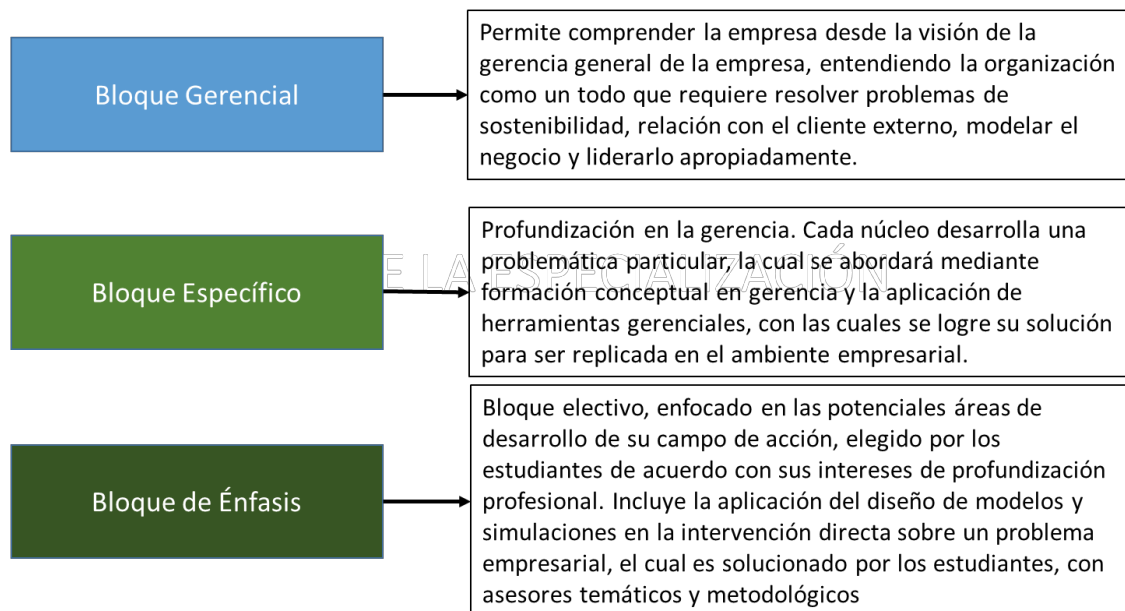 Bloque Gerencial
Permite comprender la empresa desde la visión de la
gerencia general de la empresa, entendiendo la organización
como un todo que requiere resolver problemas de
sostenibilidad, relación con el cliente externo, modelar el
negocio y liderarlo apropiadamente.
Bloque Específico
Profundización en la gerencia. Cada núcleo desarrolla una
problemática particular, la cual se abordará mediante
E LA ESPECIALIZACIÓN
formación conceptual en gerencia y la aplicación de
herramientas gerenciales, con las cuales se logre su solución
para ser replicada en el ambiente empresarial.
Bloque de Énfasis
Bloque electivo, enfocado en las potenciales áreas de
desarrollo de su campo de acción, elegido por los
estudiantes de acuerdo con sus intereses de profundización
profesional. Incluye la aplicación del diseño de modelos y
simulaciones en la intervención directa sobre un problema
empresarial, el cual es solucionado por los estudiantes, con
asesores temáticos y metodológicos